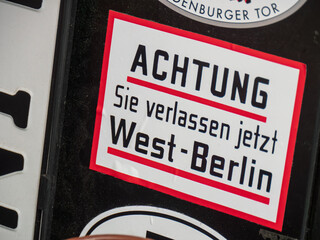 DENBURGER TOR
ACHTUNG
Sie verlassen jetzt
West-Berlin